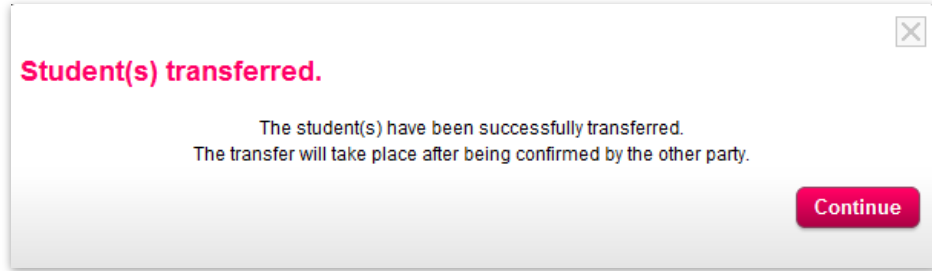 Student(s) transferred.
The student(s) have been successfully transferred.
The transfer will take place after being confirmed by the other party.
Continue